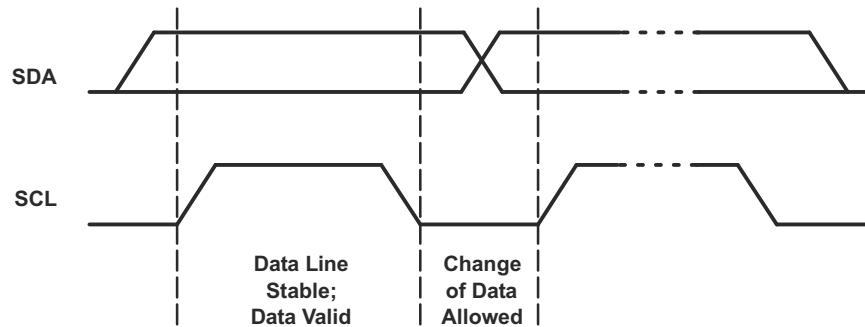 SDA
SCL
Data Line
Stable;
Data Valid
Change
of Data
Allowed